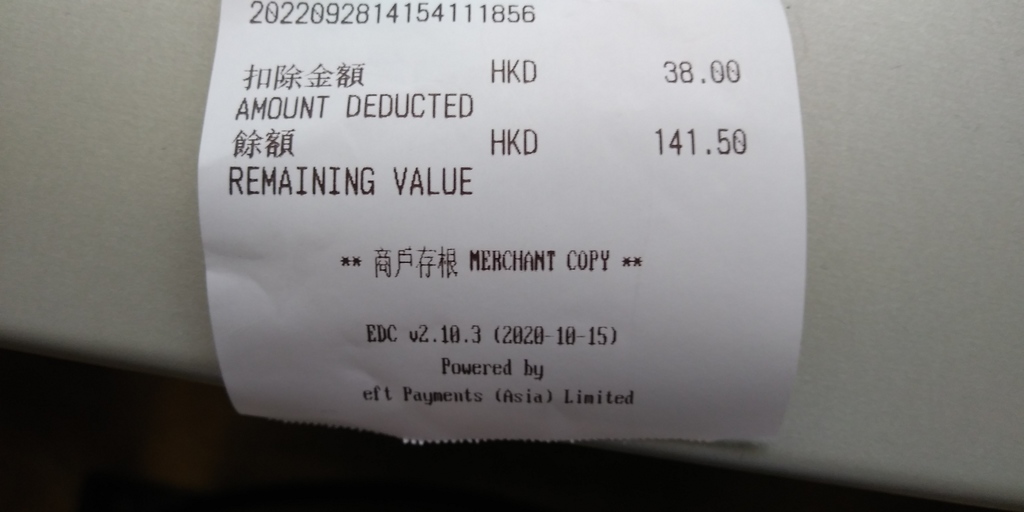 2022092814154111856
扣除金額 HKD 38.00
AMOUNT DEDUCTED
餘額 HKD 141.50
REMAINING VALUE
** 商戶存根 MERCHANT COPY **
EDC v2.10.3 (2020-10-15)
Powered by
eft Payments (Asia) Limited